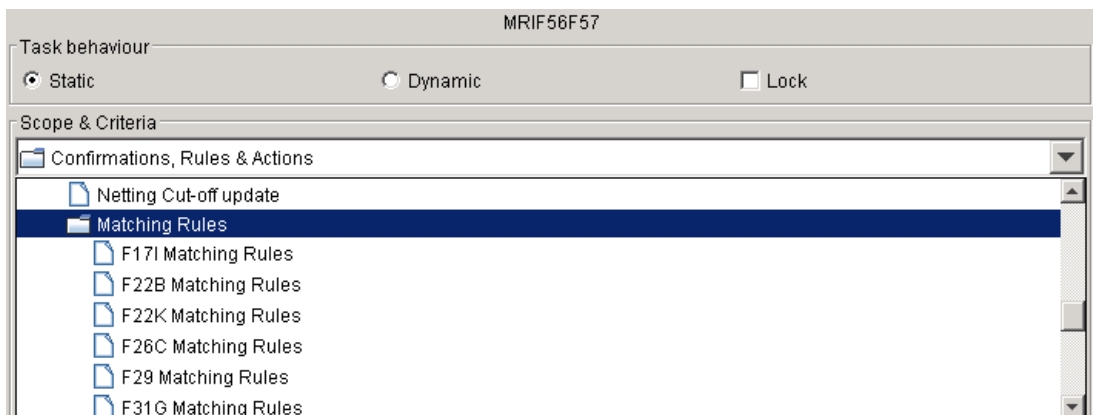 MRIF56F57
Task behaviour
Static Dynamic Lock
Scope & Criteria
Confirmations, Rules & Actions
Netting Cut-off update
Matching Rules
F17I Matching Rules
F22B Matching Rules
F22K Matching Rules
F26C Matching Rules
F29 Matching Rules
F31G Matching Rules